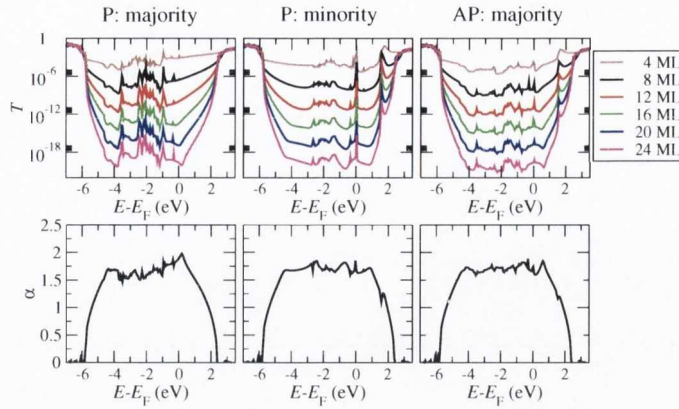 P: majority
P: minority
AP: majority
1
10^-6
10^-12
10^-18
T
-6 -4 -2 0 2
-6 -4 -2 0 2
-6 -4 -2 0 2
E-E_F (eV)
E-E_F (eV)
E-E_F (eV)
4 ML
8 ML
12 ML
16 ML
20 ML
24 ML
2.5
2
1.5
1
0.5
0
α
-6 -4 -2 0 2
-6 -4 -2 0 2
-6 -4 -2 0 2
E-E_F (eV)
E-E_F (eV)
E-E_F (eV)